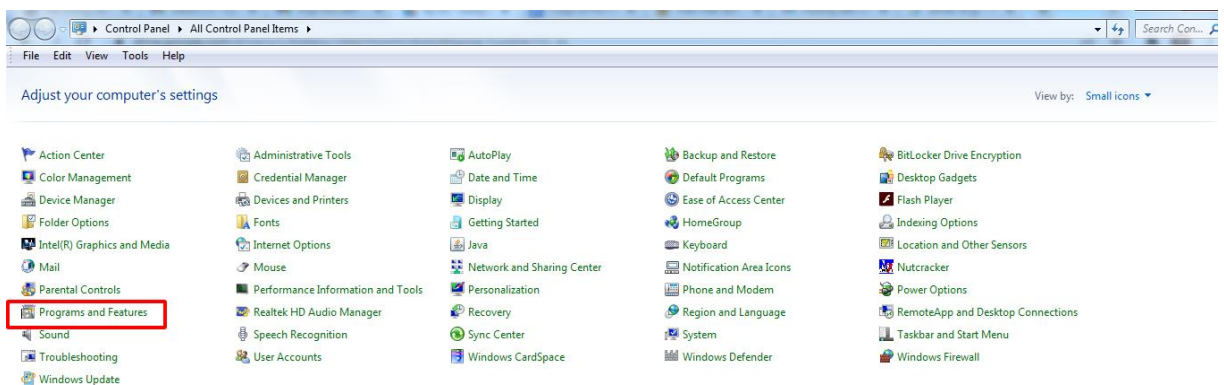 Control Panel All Control Panel Items Search Con...
File Edit View Tools Help
Adjust your computer's settings View by: Small icons
Action Center Administrative Tools AutoPlay Backup and Restore BitLocker Drive Encryption
Color Management Credential Manager Date and Time Default Programs Desktop Gadgets
Device Manager Devices and Printers Display Ease of Access Center Flash Player
Folder Options Fonts Getting Started HomeGroup Indexing Options
Intel(R) Graphics and Media Internet Options Java Keyboard Location and Other Sensors
Mail Mouse Network and Sharing Center Notification Area Icons Nutcracker
Parental Controls Performance Information and Tools Personalization Phone and Modem Power Options
Programs and Features Realtek HD Audio Manager Recovery Region and Language RemoteApp and Desktop Connections
Sound Speech Recognition Sync Center System Taskbar and Start Menu
Troubleshooting User Accounts Windows CardSpace Windows Defender Windows Firewall
Windows Update